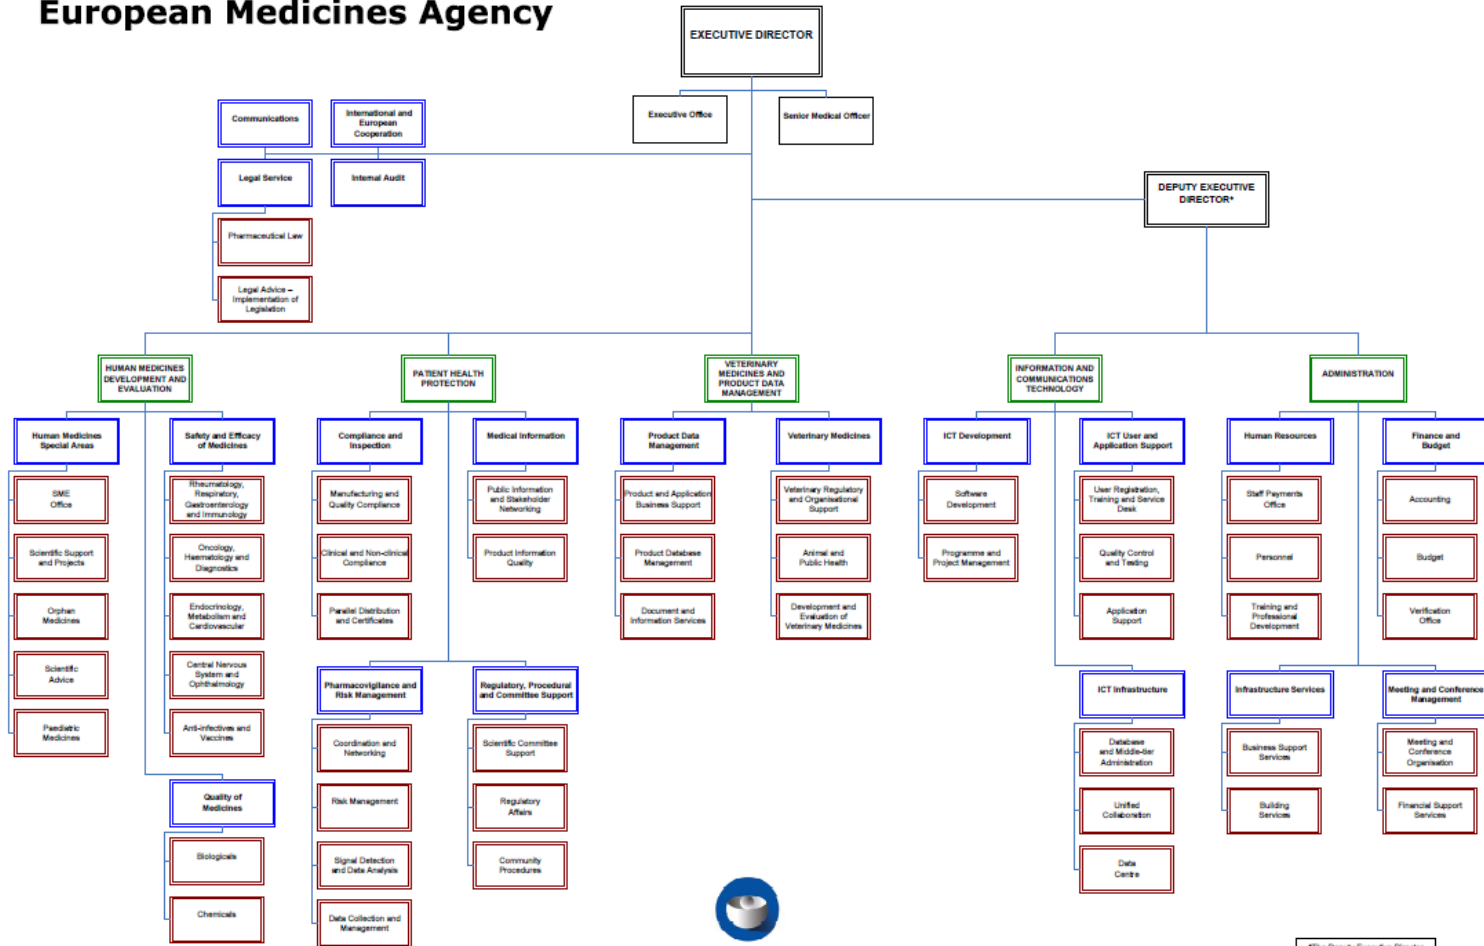 European Medicines Agency
EXECUTIVE DIRECTOR
Executive Office
Senior Medical Officer
Communications
International and
European
Cooperation
Legal Service
Internal Audit
Pharmaceutical Law
Legal Advice –
Implementation of
Legislation
DEPUTY EXECUTIVE
DIRECTOR*
HUMAN MEDICINES
DEVELOPMENT AND
EVALUATION
PATIENT HEALTH
PROTECTION
VETERINARY
MEDICINES AND
PRODUCT DATA
MANAGEMENT
INFORMATION AND
COMMUNICATIONS
TECHNOLOGY
ADMINISTRATION
Human Medicines
Special Areas
SME
Office
Scientific Support
and Projects
Orphan
Medicines
Scientific
Advice
Paediatric
Medicines
Safety and Efficacy
of Medicines
Rheumatology,
Respiratory,
Gastroenterology
and Immunology
Oncology,
Haematology and
Diagnostics
Endocrinology,
Metabolism and
Cardiovascular
Central Nervous
System and
Ophthalmology
Anti-infectives and
Vaccines
Quality of
Medicines
Biologicals
Chemicals
Compliance and
Inspection
Manufacturing and
Quality Compliance
Clinical and Non-clinical
Compliance
Parallel Distribution
and Certificates
Medical Information
Public Information
and Stakeholder
Networking
Product Information
Quality
Pharmacovigilance and
Risk Management
Coordination and
Networking
Risk Management
Signal Detection
and Data Analysis
Data Collection and
Management
Regulatory, Procedural
and Committee Support
Scientific Committee
Support
Regulatory
Affairs
Community
Procedures
Product Data
Management
Product and Application
Business Support
Product Database
Management
Document and
Information Services
Veterinary Medicines
Veterinary Regulatory
and Organisational
Support
Animal and
Public Health
Development and
Evaluation of
Veterinary Medicines
ICT Development
Software
Development
Programme and
Project Management
ICT User and
Application Support
User Registration,
Training and Service
Desk
Quality Control
and Testing
Application
Support
ICT Infrastructure
Database
and Middle-tier
Administration
Unified
Collaboration
Data
Centre
Human Resources
Staff Payments
Office
Personnel
Training and
Professional
Development
Finance and
Budget
Accounting
Budget
Verification
Office
Infrastructure Services
Business Support
Services
Building
Services
Meeting and Conference
Management
Meeting and
Conference
Organisation
Financial Support
Services
*The Deputy Executive Director